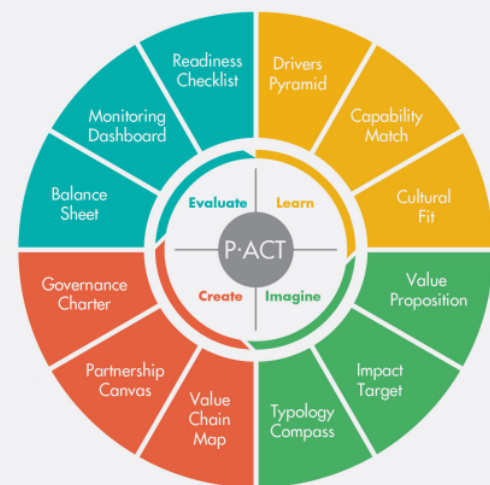 Readiness
Checklist
Drivers
Pyramid
Capability
Match
Cultural
Fit
Value
Proposition
Impact
Target
Typology
Compass
Value
Chain
Map
Partnership
Canvas
Governance
Charter
Balance
Sheet
Monitoring
Dashboard
Evaluate
Learn
P·ACT
Create
Imagine